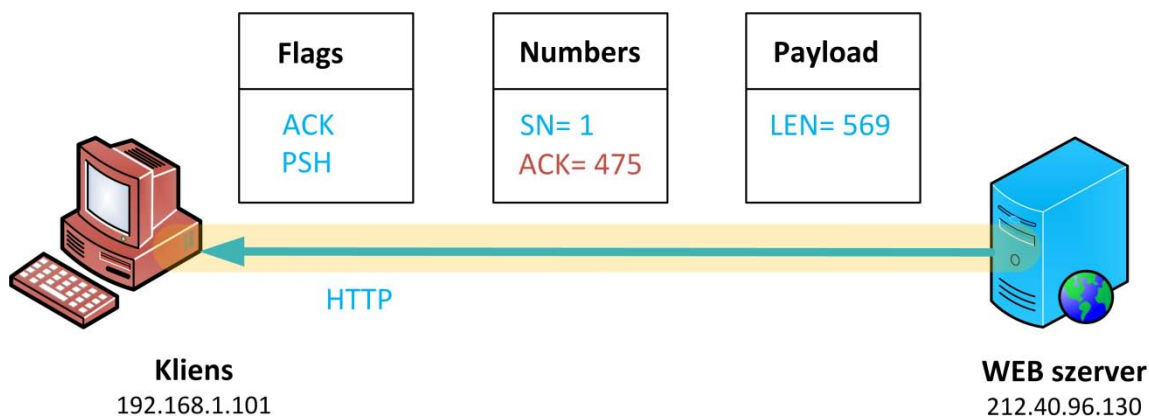 Flags
ACK
PSH
Numbers
SN= 1
ACK= 475
Payload
LEN= 569
HTTP
Kliens
192.168.1.101
WEB szerver
212.40.96.130